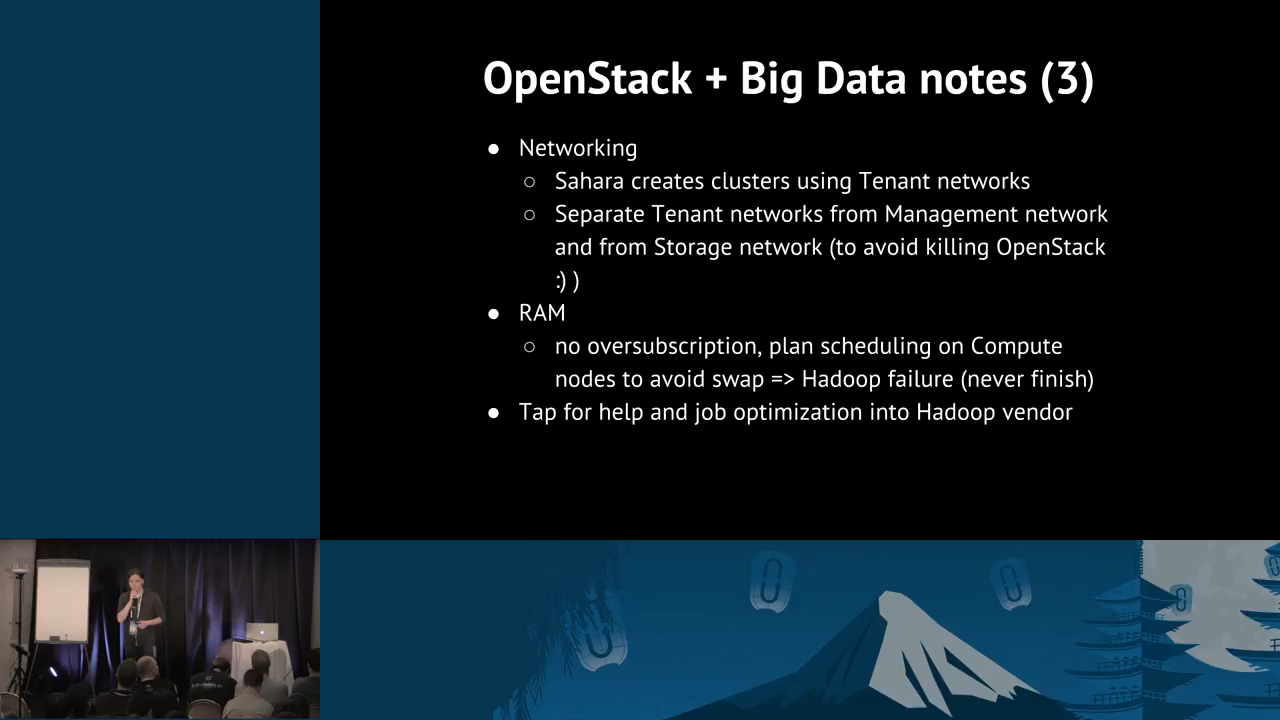 OpenStack + Big Data notes (3)
● Networking
○ Sahara creates clusters using Tenant networks
○ Separate Tenant networks from Management network
and from Storage network (to avoid killing OpenStack
:) )
● RAM
○ no oversubscription, plan scheduling on Compute
nodes to avoid swap => Hadoop failure (never finish)
● Tap for help and job optimization into Hadoop vendor